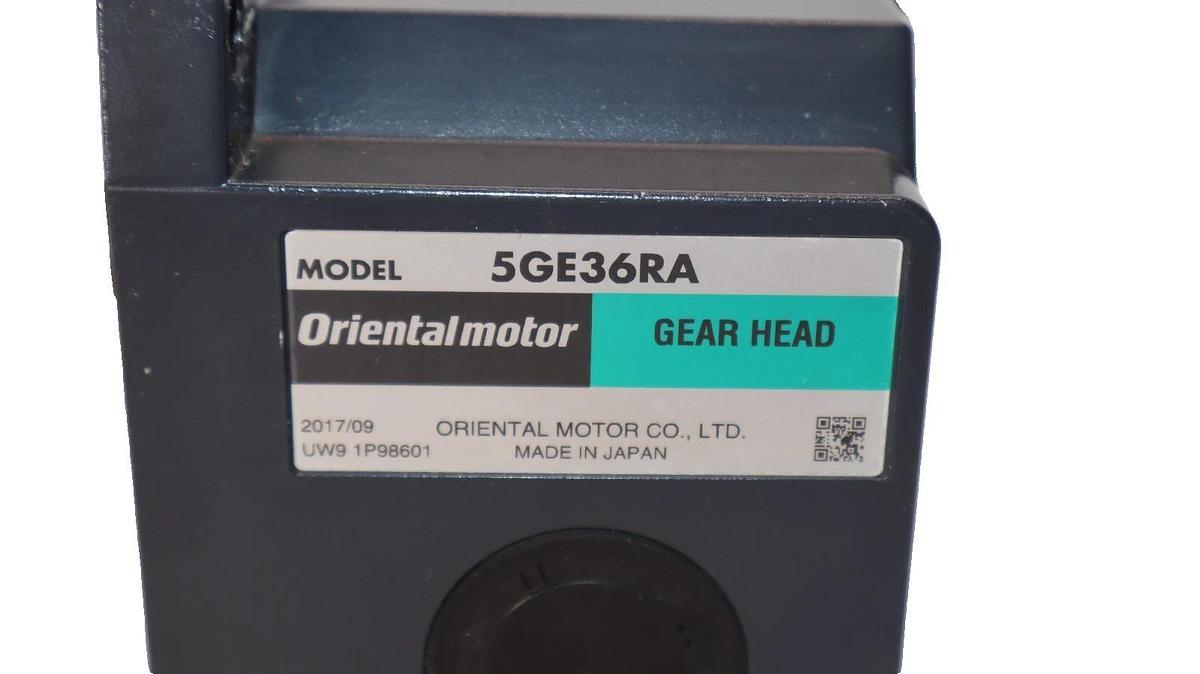 MODEL 5GE36RA
Orientalmotor GEAR HEAD
2017/09 ORIENTAL MOTOR CO., LTD.
UW9 1P98601 MADE IN JAPAN